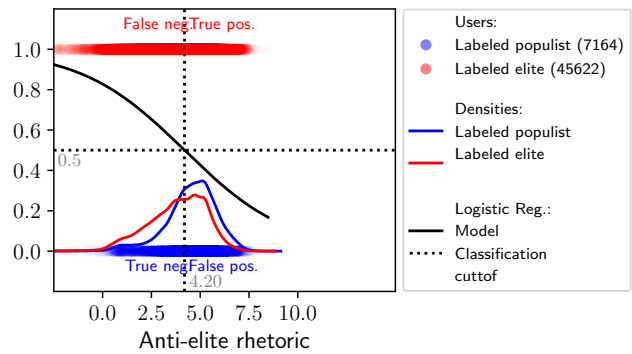 False neg.True pos.
1.0
0.8
0.6
0.5
0.4
0.2
0.0
True neg.False pos.
4.20
0.0 2.5 5.0 7.5 10.0
Anti-elite rhetoric
Users:
Labeled populist (7164)
Labeled elite (45622)
Densities:
Labeled populist
Labeled elite
Logistic Reg.:
Model
Classification
cuttof